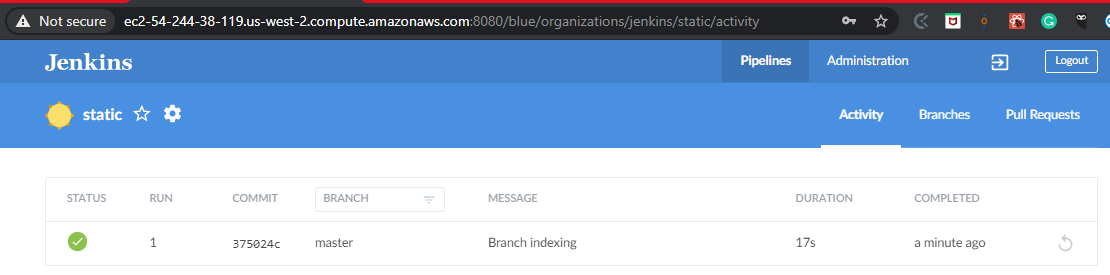 Not secure ec2-54-244-38-119.us-west-2.compute.amazonaws.com:8080/blue/organizations/jenkins/static/activity
Jenkins Pipelines Administration Logout
static Activity Branches Pull Requests
STATUS RUN COMMIT BRANCH MESSAGE DURATION COMPLETED
1 375024c master Branch indexing 17s a minute ago